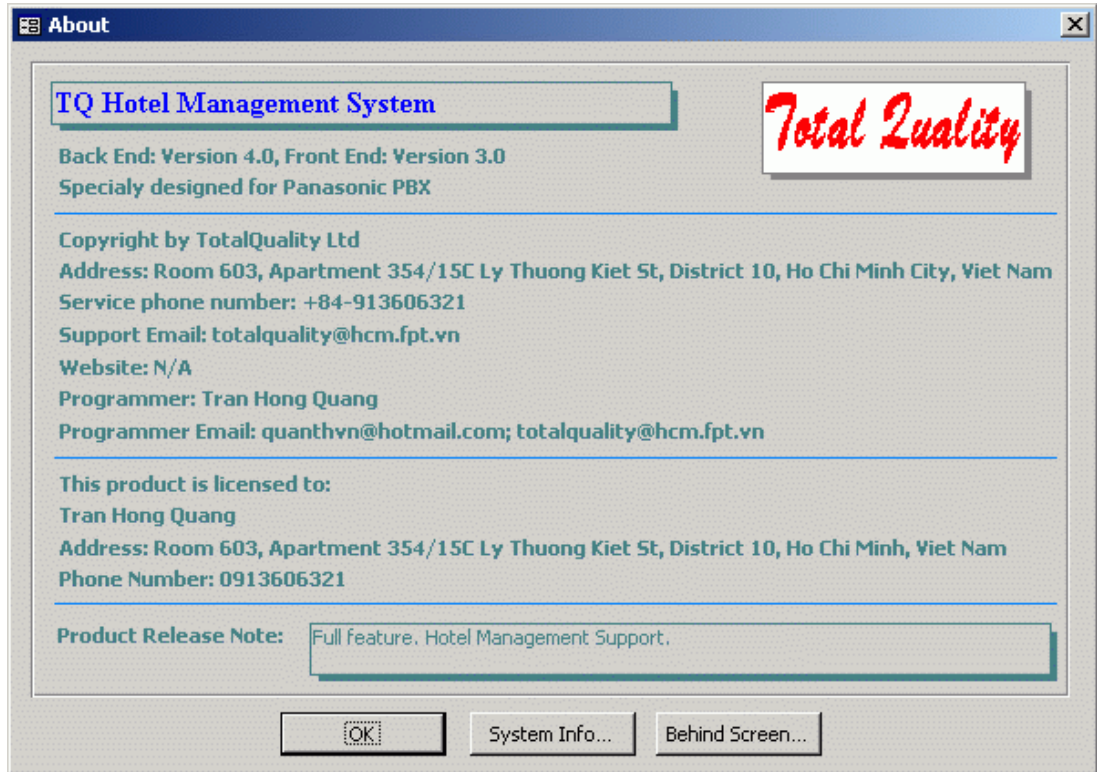 About
TQ Hotel Management System
Total Quality
Back End: Version 4.0, Front End: Version 3.0
Specialy designed for Panasonic PBX
Copyright by TotalQuality Ltd
Address: Room 603, Apartment 354/15C Ly Thuong Kiet St, District 10, Ho Chi Minh City, Viet Nam
Service phone number: +84-913606321
Support Email: totalquality@hcm.fpt.vn
Website: N/A
Programmer: Tran Hong Quang
Programmer Email: quanthvn@hotmail.com; totalquality@hcm.fpt.vn
This product is licensed to:
Tran Hong Quang
Address: Room 603, Apartment 354/15C Ly Thuong Kiet St, District 10, Ho Chi Minh, Viet Nam
Phone Number: 0913606321
Product Release Note: Full feature. Hotel Management Support.
OK System Info... Behind Screen...